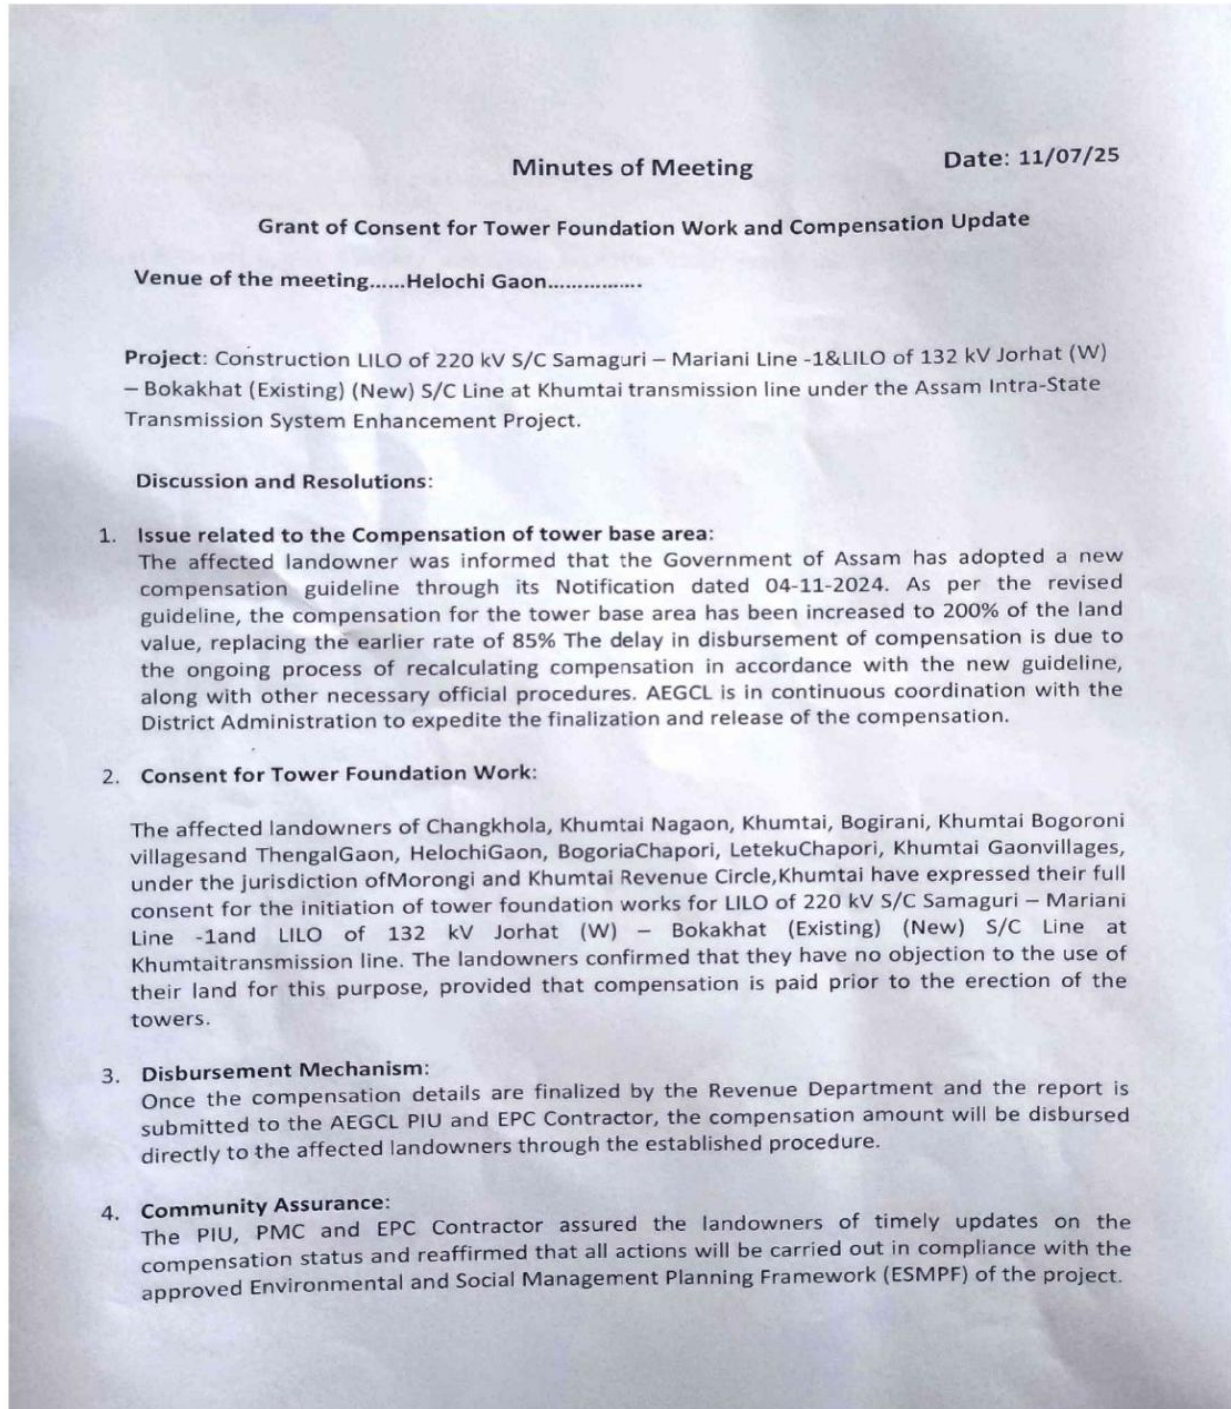 Minutes of Meeting
Date: 11/07/25
Grant of Consent for Tower Foundation Work and Compensation Update
Venue of the meeting......Helochi Gaon................
Project: Construction LILO of 220 kV S/C Samaguri – Mariani Line -1&LILO of 132 kV Jorhat (W)
– Bokakhat (Existing) (New) S/C Line at Khumtai transmission line under the Assam Intra-State
Transmission System Enhancement Project.
Discussion and Resolutions:
1. Issue related to the Compensation of tower base area:
The affected landowner was informed that the Government of Assam has adopted a new
compensation guideline through its Notification dated 04-11-2024. As per the revised
guideline, the compensation for the tower base area has been increased to 200% of the land
value, replacing the earlier rate of 85% The delay in disbursement of compensation is due to
the ongoing process of recalculating compensation in accordance with the new guideline,
along with other necessary official procedures. AEGCL is in continuous coordination with the
District Administration to expedite the finalization and release of the compensation.
2. Consent for Tower Foundation Work:
The affected landowners of Changkhola, Khumtai Nagaon, Khumtai, Bogirani, Khumtai Bogoroni
villagesand ThengalGaon, HelochiGaon, BogoriaChapori, LetekuChapori, Khumtai Gaonvillages,
under the jurisdiction ofMorongi and Khumtai Revenue Circle,Khumtai have expressed their full
consent for the initiation of tower foundation works for LILO of 220 kV S/C Samaguri – Mariani
Line -1and LILO of 132 kV Jorhat (W) – Bokakhat (Existing) (New) S/C Line at
Khumtaitransmission line. The landowners confirmed that they have no objection to the use of
their land for this purpose, provided that compensation is paid prior to the erection of the
towers.
3. Disbursement Mechanism:
Once the compensation details are finalized by the Revenue Department and the report is
submitted to the AEGCL PIU and EPC Contractor, the compensation amount will be disbursed
directly to the affected landowners through the established procedure.
4. Community Assurance:
The PIU, PMC and EPC Contractor assured the landowners of timely updates on the
compensation status and reaffirmed that all actions will be carried out in compliance with the
approved Environmental and Social Management Planning Framework (ESMPF) of the project.